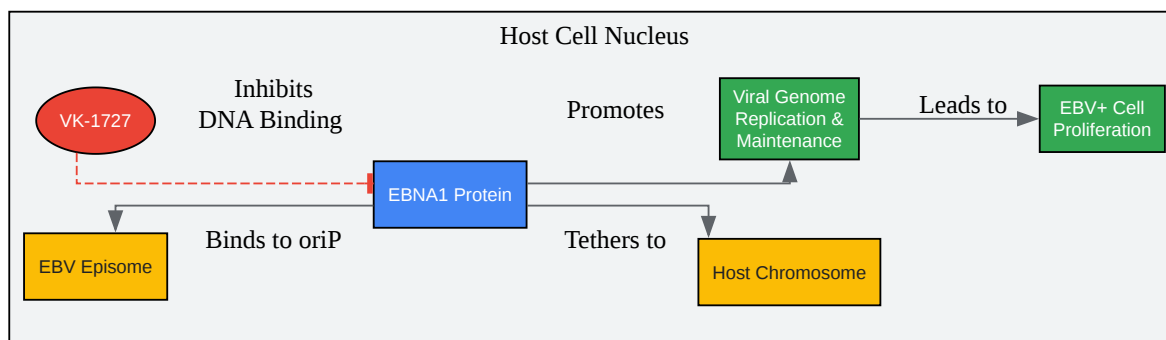 Host Cell Nucleus
VK-1727
Inhibits
DNA Binding
Promotes
Viral Genome
Replication &
Maintenance
Leads to
EBV+ Cell
Proliferation
EBNA1 Protein
EBV Episome
Binds to oriP
Tethers to
Host Chromosome